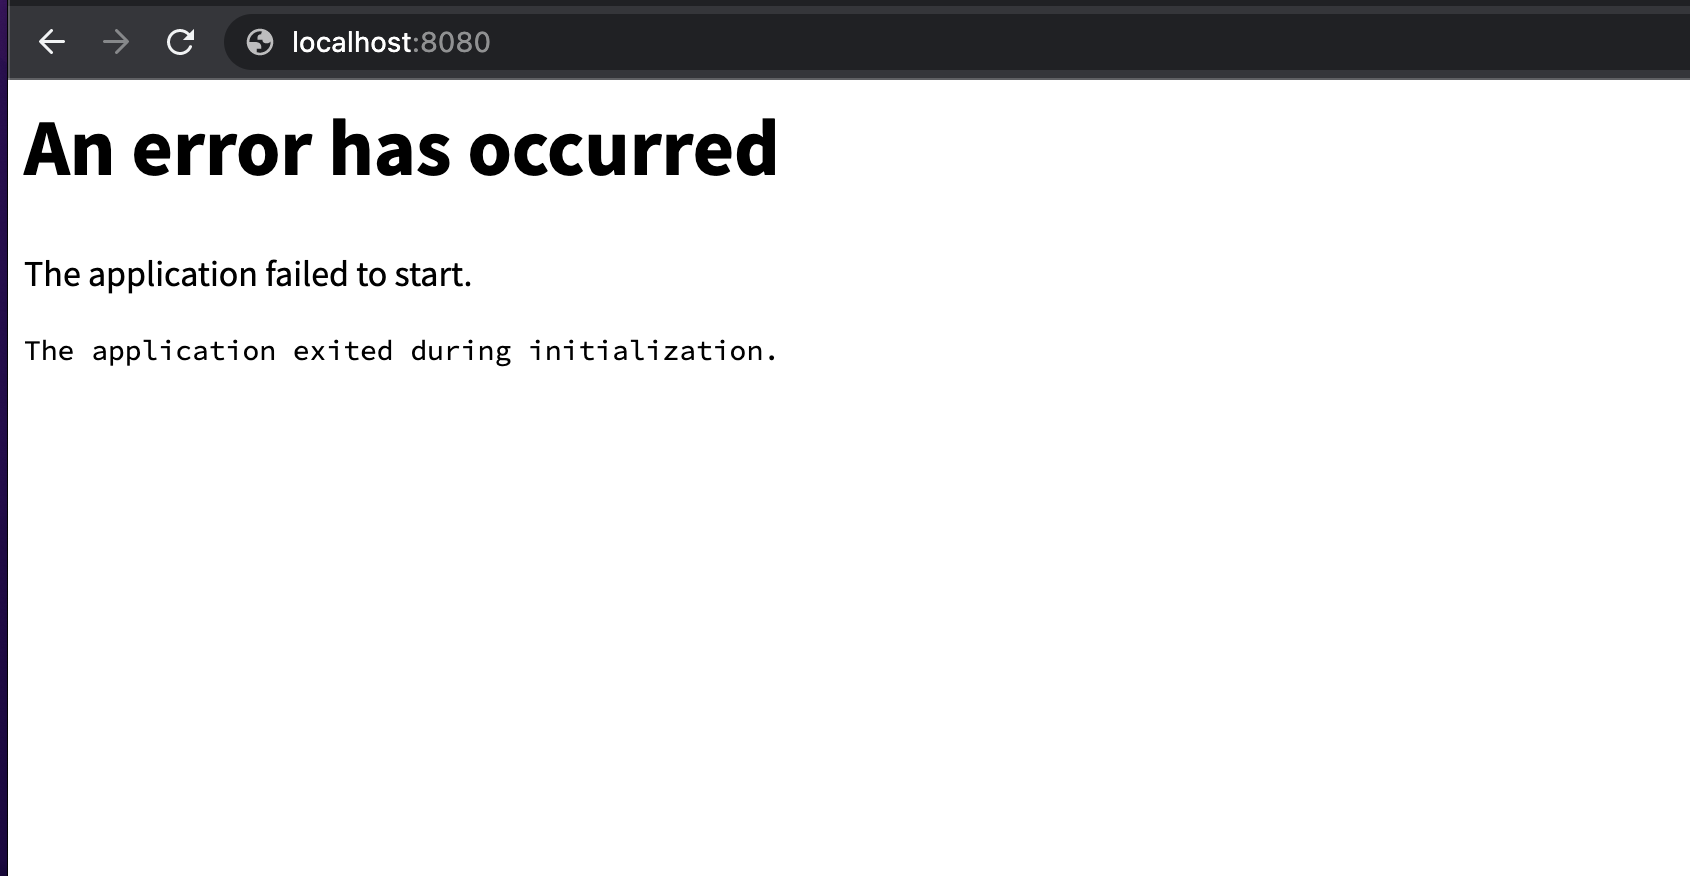 localhost:8080
An error has occurred
The application failed to start.
The application exited during initialization.